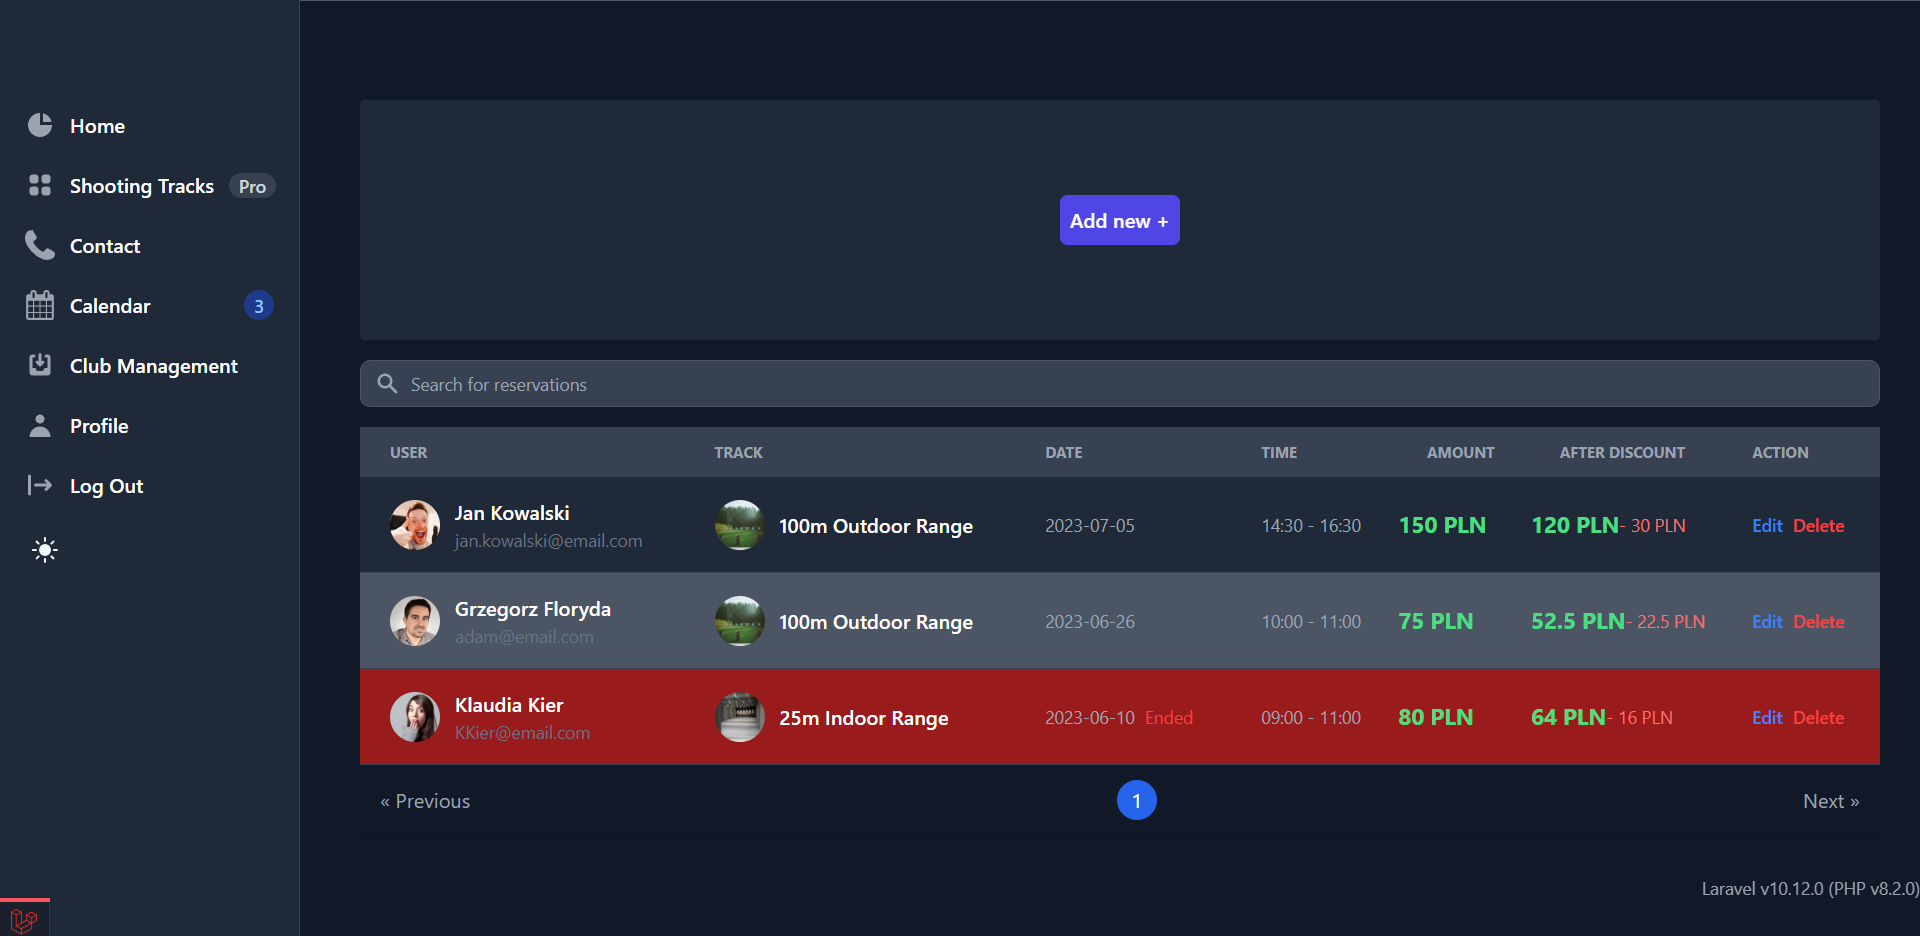 Home
Shooting Tracks Pro
Contact
Calendar 3
Club Management
Profile
Log Out
Add new +
Search for reservations
USER TRACK DATE TIME AMOUNT AFTER DISCOUNT ACTION
Jan Kowalski
jan.kowalski@email.com
100m Outdoor Range 2023-07-05 14:30 - 16:30 150 PLN 120 PLN- 30 PLN Edit Delete
Grzegorz Floryda
adam@email.com
100m Outdoor Range 2023-06-26 10:00 - 11:00 75 PLN 52.5 PLN- 22.5 PLN Edit Delete
Klaudia Kier
KKier@email.com
25m Indoor Range 2023-06-10 Ended 09:00 - 11:00 80 PLN 64 PLN- 16 PLN Edit Delete
« Previous 1 Next »
Laravel v10.12.0 (PHP v8.2.0)